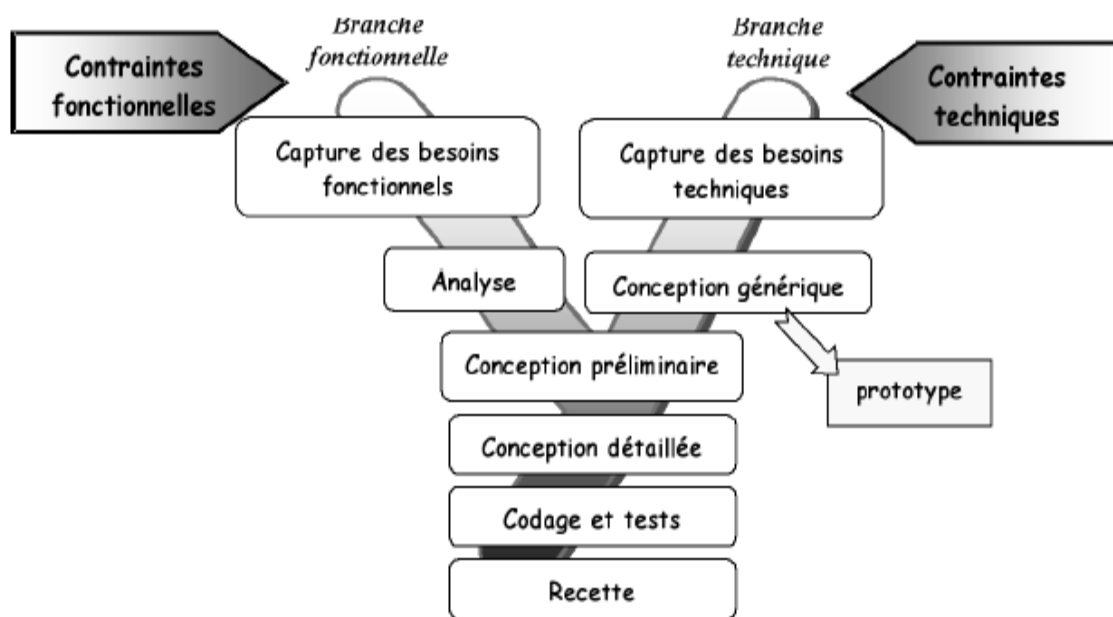 Branche
fonctionnelle
Branche
technique
Contraintes
fonctionnelles
Contraintes
techniques
Capture des besoins
fonctionnels
Capture des besoins
techniques
Analyse
Conception générique
Conception préliminaire
prototype
Conception détaillée
Codage et tests
Recette